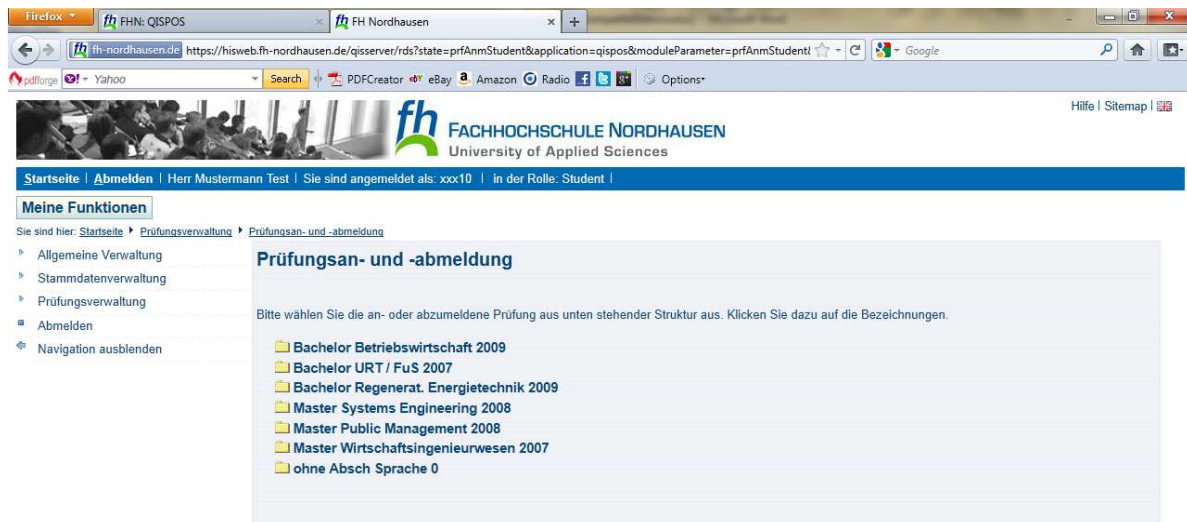 Firefox
FHN: QISPOS
FH Nordhausen
fh-nordhausen.de https://hisweb.fh-nordhausen.de/qisserver/rds?state=prfAnmStudent&application=qispos&moduleParameter=prfAnmStudent
Google
pdfforge Yahoo Search PDFCreator eBay Amazon Radio Options
fh FACHHOCHSCHULE NORDHAUSEN
University of Applied Sciences
Hilfe | Sitemap |
Startseite | Abmelden | Herr Mustermann Test | Sie sind angemeldet als: xxx10 | in der Rolle: Student |
Meine Funktionen
Sie sind hier: Startseite Prüfungsverwaltung Prüfungsan- und -abmeldung
Allgemeine Verwaltung
Stammdatenverwaltung
Prüfungsverwaltung
Abmelden
Navigation ausblenden
Prüfungsan- und -abmeldung
Bitte wählen Sie die an- oder abzumeldene Prüfung aus unten stehender Struktur aus. Klicken Sie dazu auf die Bezeichnungen.
Bachelor Betriebswirtschaft 2009
Bachelor URT / FuS 2007
Bachelor Regenerat. Energietechnik 2009
Master Systems Engineering 2008
Master Public Management 2008
Master Wirtschaftsingenieurwesen 2007
ohne Absch Sprache 0